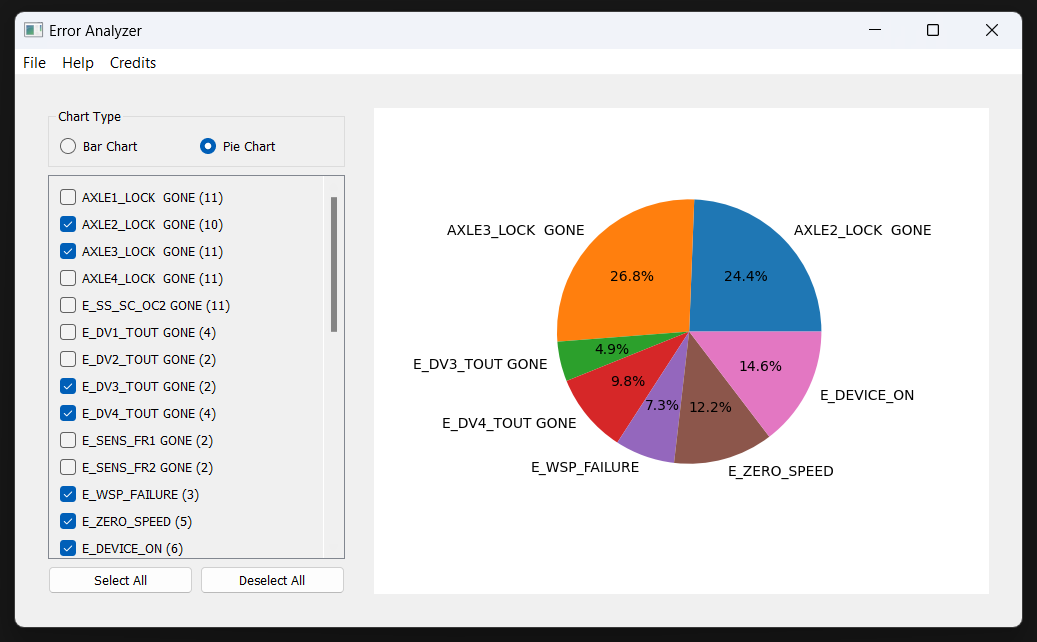 Error Analyzer
File Help Credits
Chart Type
Bar Chart Pie Chart
AXLE1_LOCK  GONE (11)
AXLE2_LOCK  GONE (10)
AXLE3_LOCK  GONE (11)
AXLE4_LOCK  GONE (11)
E_SS_SC_OC2 GONE (11)
E_DV1_TOUT GONE (4)
E_DV2_TOUT GONE (2)
E_DV3_TOUT GONE (2)
E_DV4_TOUT GONE (4)
E_SENS_FR1 GONE (2)
E_SENS_FR2 GONE (2)
E_WSP_FAILURE (3)
E_ZERO_SPEED (5)
E_DEVICE_ON (6)
Select All Deselect All
AXLE3_LOCK  GONE
AXLE2_LOCK  GONE
26.8%
24.4%
4.9%
E_DV3_TOUT GONE
14.6%
9.8%
E_DEVICE_ON
7.3%
12.2%
E_DV4_TOUT GONE
E_WSP_FAILURE
E_ZERO_SPEED